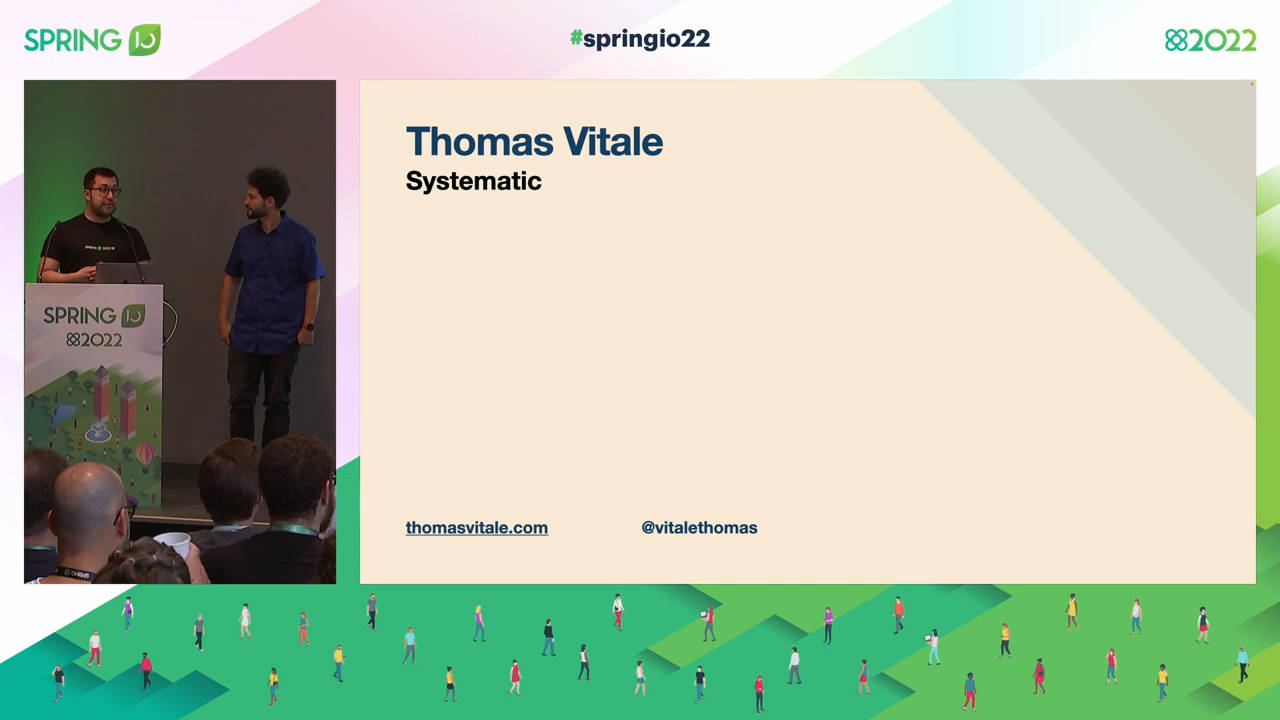 SPRING IO
#springio22
2022
Thomas Vitale
Systematic
SPRING IO
2022
thomasvitale.com
@vitalethomas